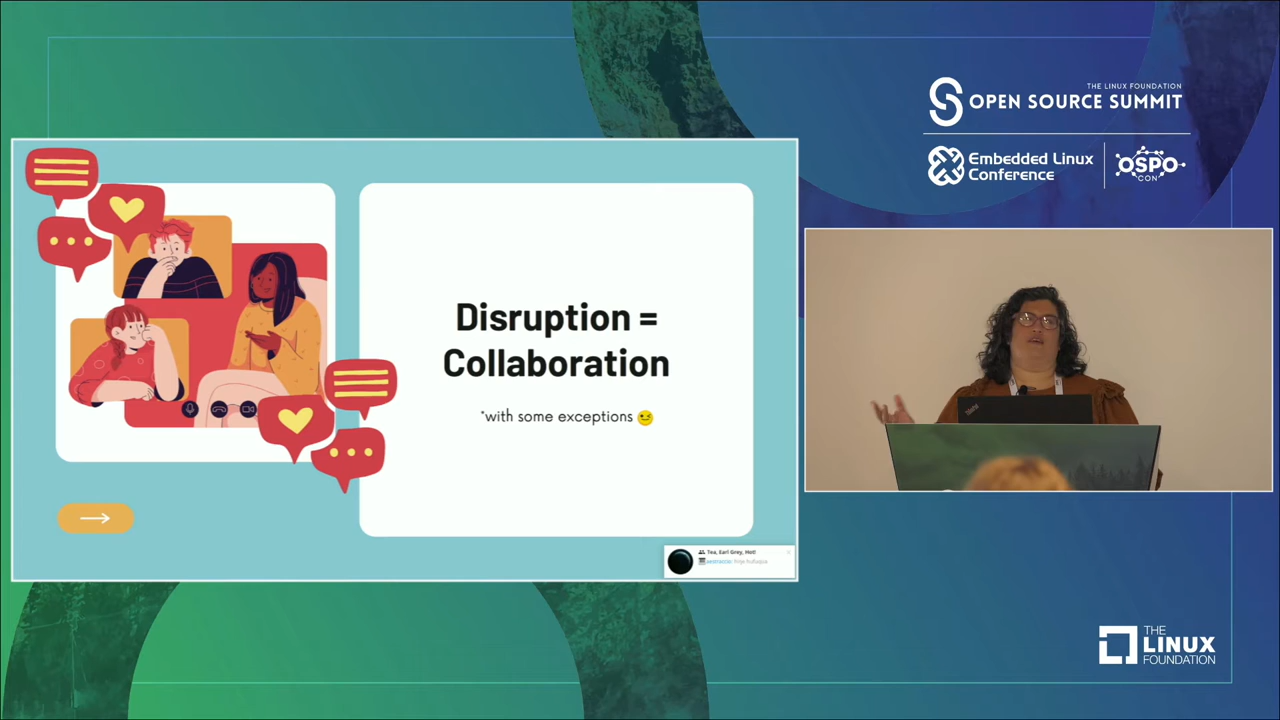 THE LINUX FOUNDATION
OPEN SOURCE SUMMIT
Embedded Linux
Conference
OSPO
CON
Disruption =
Collaboration
*with some exceptions 😉
Tea, Earl Grey, Hot!
ThinkPad
THE
LINUX
FOUNDATION